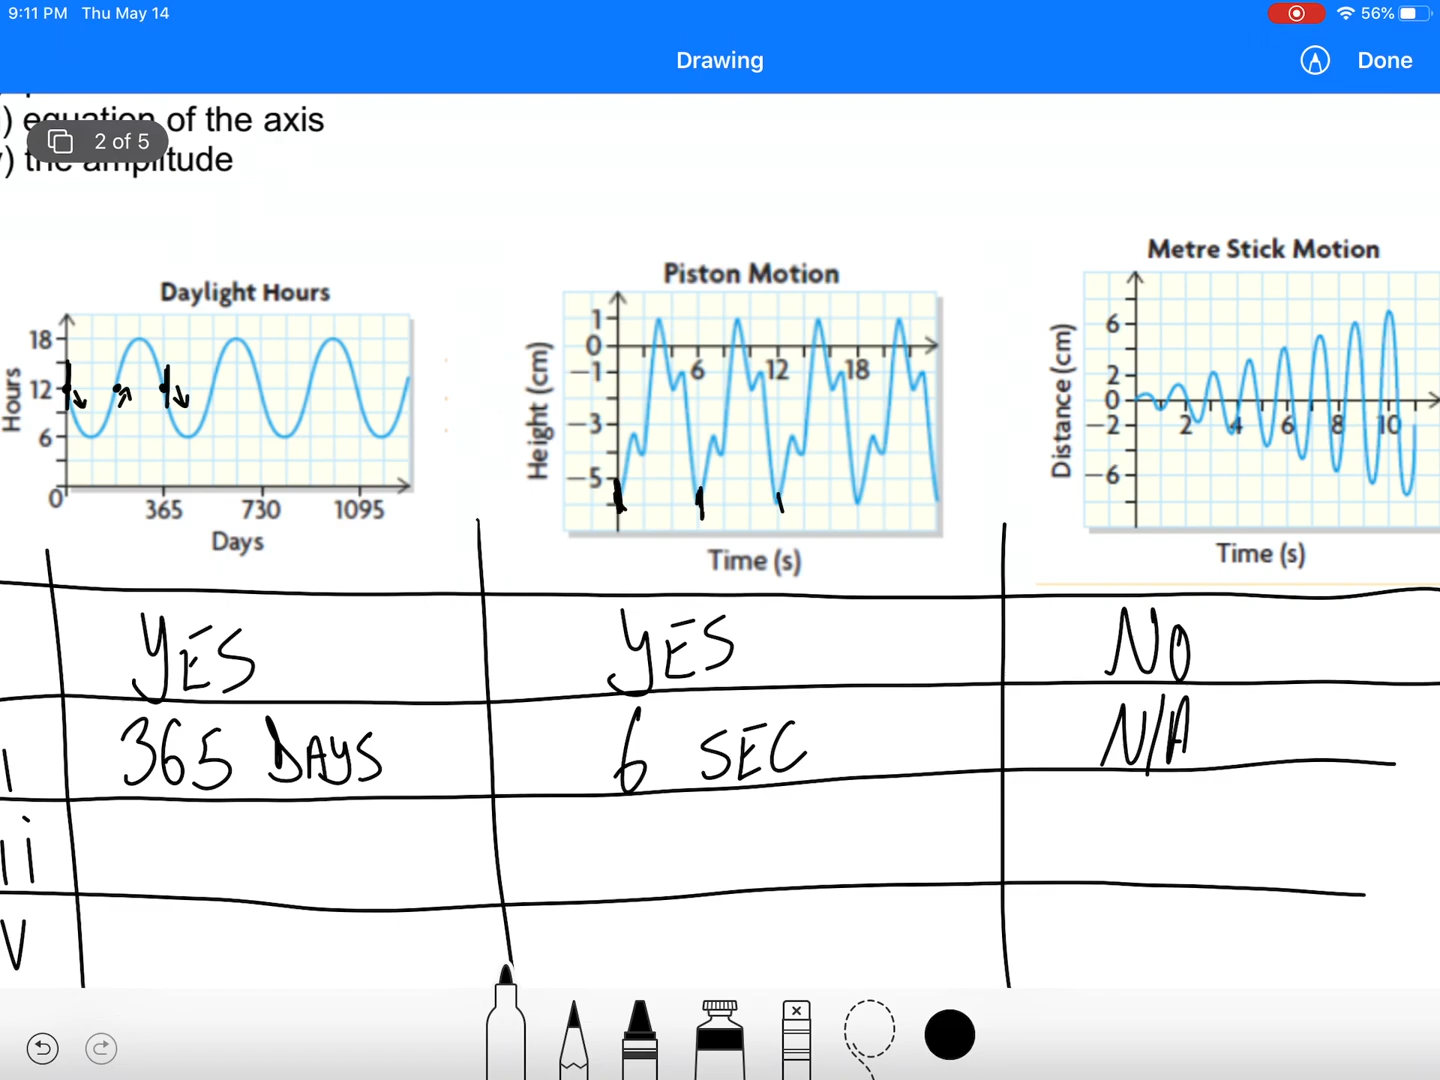 9:11 PM Thu May 14
56%
Drawing
Done
) equation of the axis
2 of 5
) the amplitude
Daylight Hours
18
12
6
0
Hours
365 730 1095
Days
Piston Motion
1
0
-1
-3
-5
6 12 18
Height (cm)
Time (s)
Metre Stick Motion
6
2
0
-2
-6
2 4 6 8 10
Distance (cm)
Time (s)
YES YES NO
i 365 DAYS 6 SEC N/A
ii
V